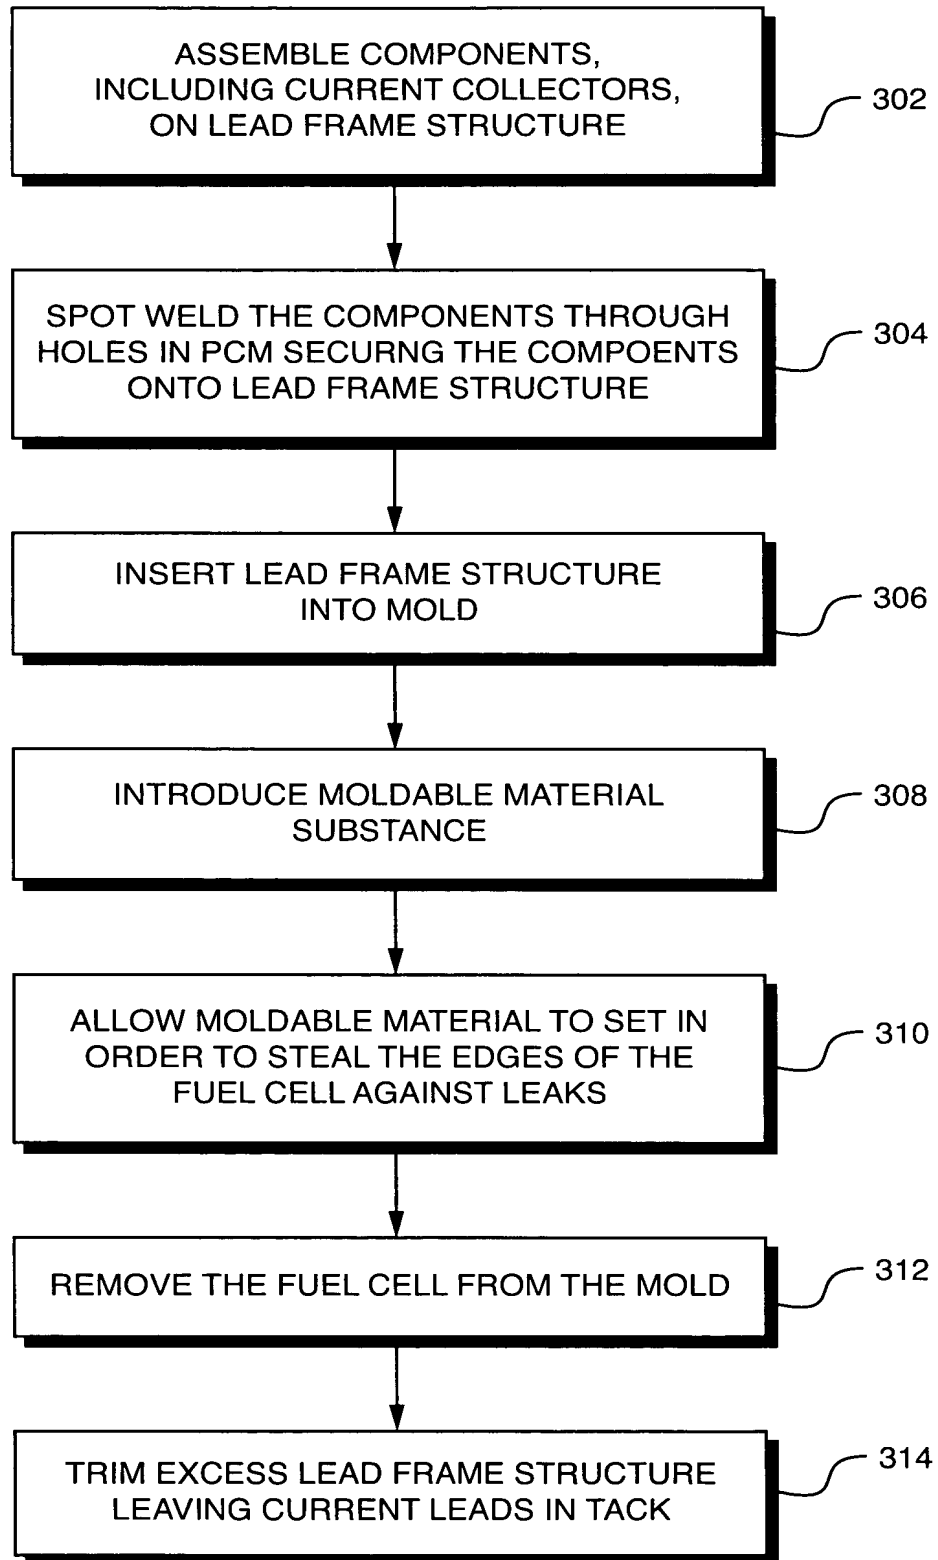 ASSEMBLE COMPONENTS,
INCLUDING CURRENT COLLECTORS,
ON LEAD FRAME STRUCTURE
302
SPOT WELD THE COMPONENTS THROUGH
HOLES IN PCM SECURNG THE COMPOENTS
ONTO LEAD FRAME STRUCTURE
304
INSERT LEAD FRAME STRUCTURE
INTO MOLD
306
INTRODUCE MOLDABLE MATERIAL
SUBSTANCE
308
ALLOW MOLDABLE MATERIAL TO SET IN
ORDER TO STEAL THE EDGES OF THE
FUEL CELL AGAINST LEAKS
310
REMOVE THE FUEL CELL FROM THE MOLD
312
TRIM EXCESS LEAD FRAME STRUCTURE
LEAVING CURRENT LEADS IN TACK
314